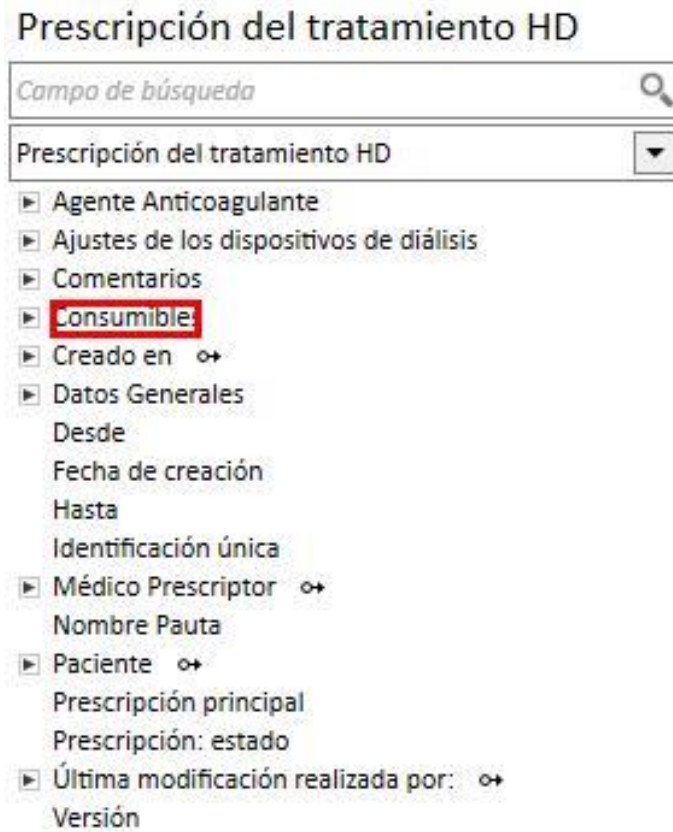 Prescripción del tratamiento HD
Campo de búsqueda
Prescripción del tratamiento HD
Agente Anticoagulante
Ajustes de los dispositivos de diálisis
Comentarios
Consumibles
Creado en
Datos Generales
Desde
Fecha de creación
Hasta
Identificación única
Médico Prescriptor
Nombre Pauta
Paciente
Prescripción principal
Prescripción: estado
Última modificación realizada por:
Versión